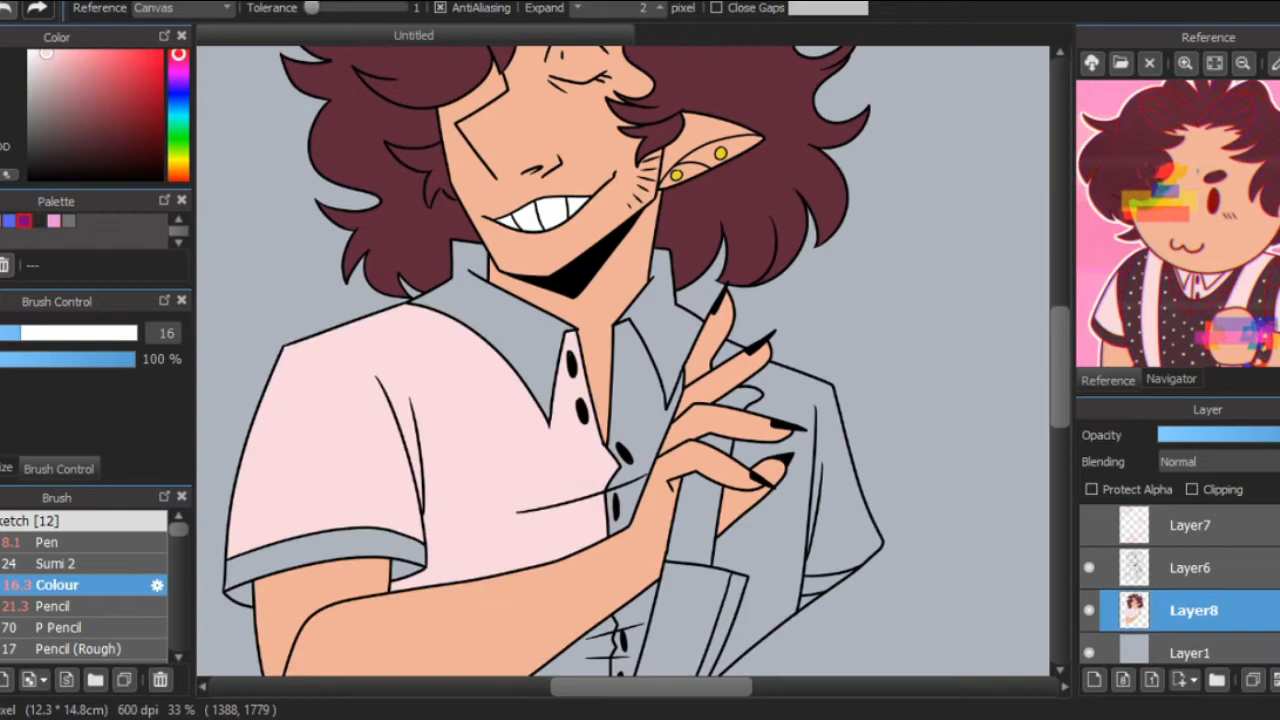 Reference Canvas Tolerance 1 AntiAliasing Expand 2 pixel Close Gaps
Color
Untitled
Reference
Palette
---
Brush Control
16
100 %
Reference Navigator
Layer
Opacity
Blending Normal
Protect Alpha Clipping
Brush Control
Brush
ketch [12]
8.1 Pen
24 Sumi 2
16.3 Colour
21.3 Pencil
70 P Pencil
17 Pencil (Rough)
Layer7
Layer6
Layer8
Layer1
pixel (12.3 * 14.8cm) 600 dpi 33 % ( 1388, 1779 )